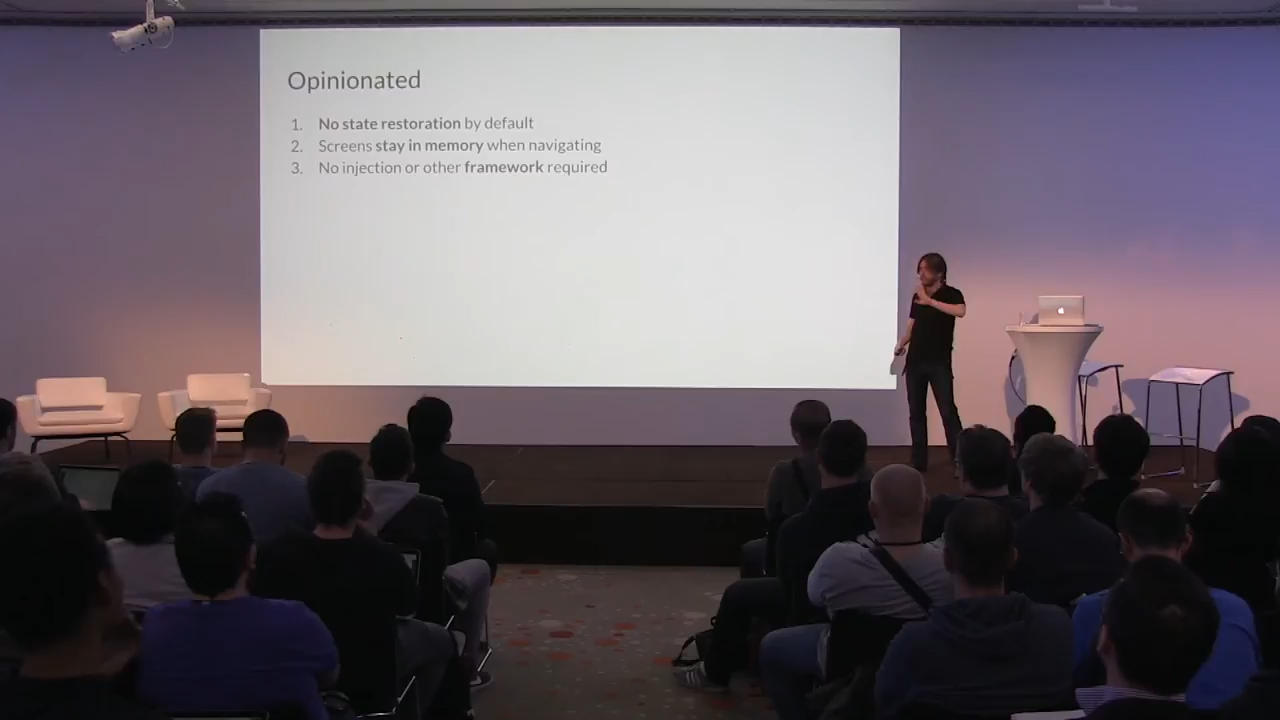 Opinionated
1. No state restoration by default
2. Screens stay in memory when navigating
3. No injection or other framework required